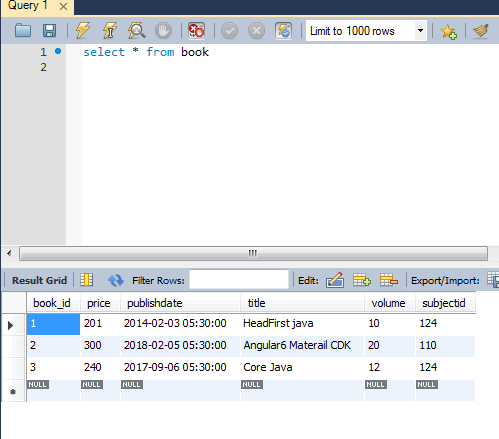 Query 1
Limit to 1000 rows
1 select * from book
2
Result Grid Filter Rows: Edit: Export/Import:
book_id price publishdate title volume subjectid
1 201 2014-02-03 05:30:00 HeadFirst java 10 124
2 300 2018-02-05 05:30:00 Angular6 Materail CDK 20 110
3 240 2017-09-06 05:30:00 Core Java 12 124
NULL NULL NULL NULL NULL NULL